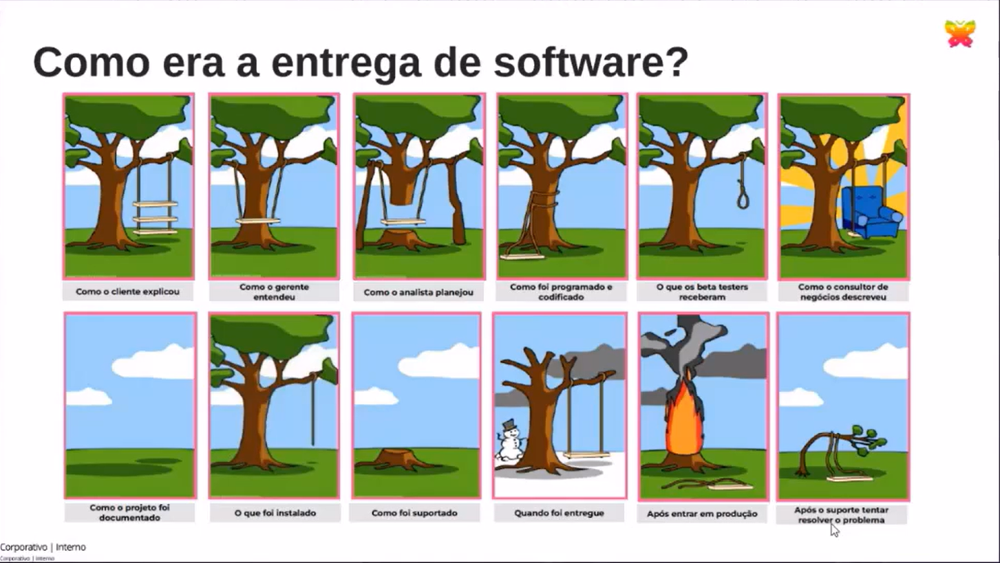 Como era a entrega de software?
Como o cliente explicou
Como o gerente
entendeu
Como o analista planejou
Como foi programado e
codificado
O que os beta testers
receberam
Como o consultor de
negócios descreveu
Como o projeto foi
documentado
O que foi instalado
Como foi suportado
Quando foi entregue
Após entrar em produção
Após o suporte tentar
resolver o problema
Corporativo | Interno
Corporativo | Interno